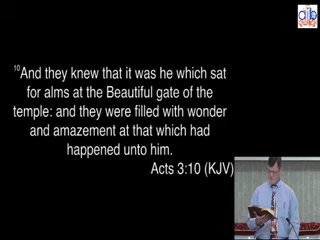 10And they knew that it was he which sat
for alms at the Beautiful gate of the
temple: and they were filled with wonder
and amazement at that which had
happened unto him.
Acts 3:10 (KJV)